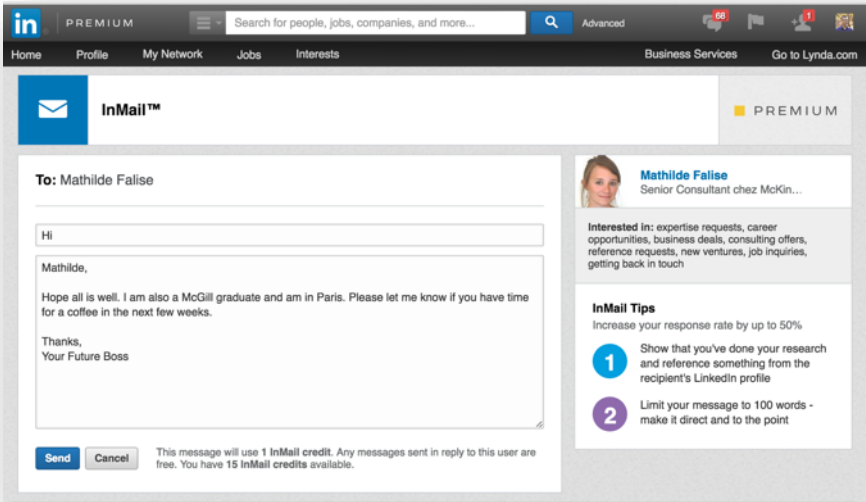 in PREMIUM Search for people, jobs, companies, and more... Advanced 68 1
Home Profile My Network Jobs Interests Business Services Go to Lynda.com
InMail™ PREMIUM
To: Mathilde Falise
Hi
Mathilde,
Hope all is well. I am also a McGill graduate and am in Paris. Please let me know if you have time
for a coffee in the next few weeks.
Thanks,
Your Future Boss
Send Cancel
This message will use 1 InMail credit. Any messages sent in reply to this user are
free. You have 15 InMail credits available.
Mathilde Falise
Senior Consultant chez McKin...
Interested in: expertise requests, career
opportunities, business deals, consulting offers,
reference requests, new ventures, job inquiries,
getting back in touch
InMail Tips
Increase your response rate by up to 50%
1
Show that you've done your research
and reference something from the
recipient's LinkedIn profile
2
Limit your message to 100 words -
make it direct and to the point